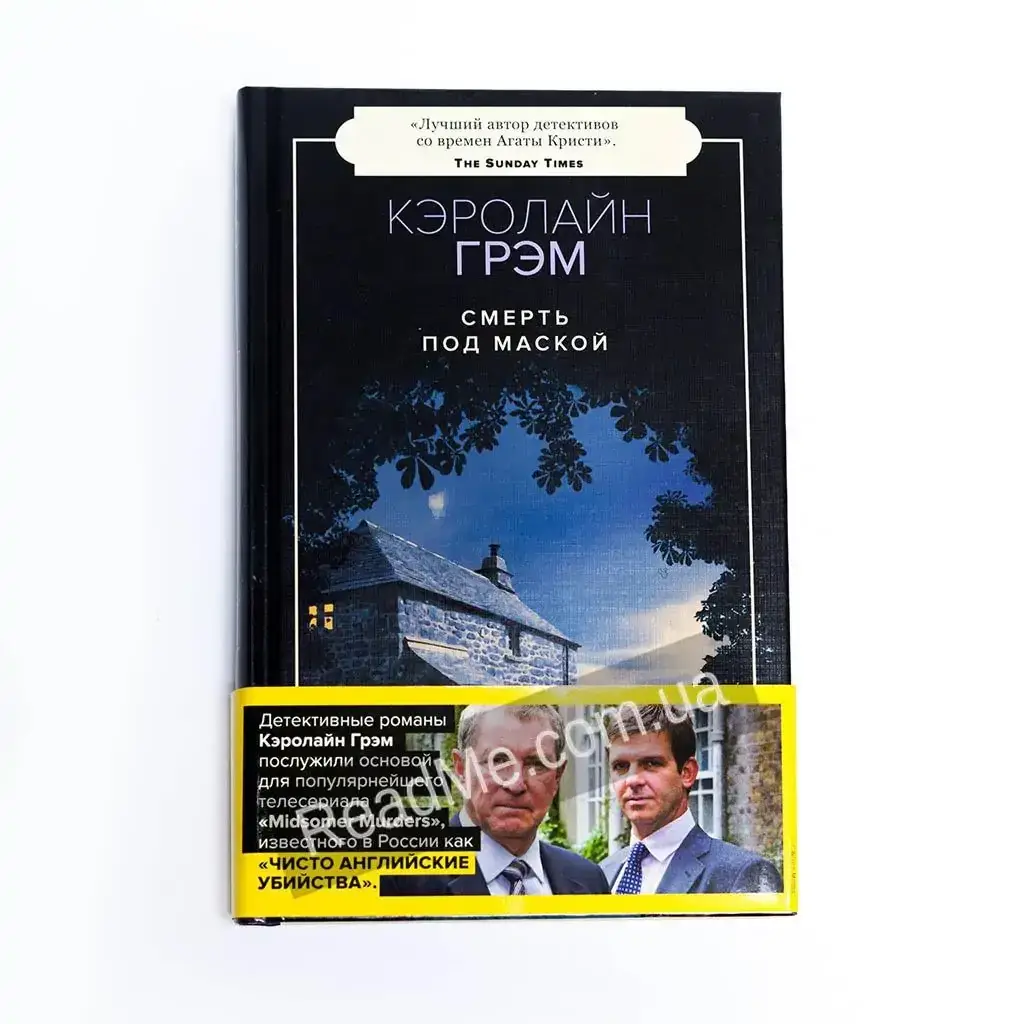 «Лучший автор детективов
со времен Агаты Кристи».
THE SUNDAY TIMES
КЭРОЛАЙН
ГРЭМ
СМЕРТЬ
ПОД МАСКОЙ
Детективные романы
Кэролайн Грэм
послужили основой
для популярнейшего
телесериала
«Midsomer Murders»,
известного в России как
«ЧИСТО АНГЛИЙСКИЕ
УБИЙСТВА».
ReadMe.com.ua